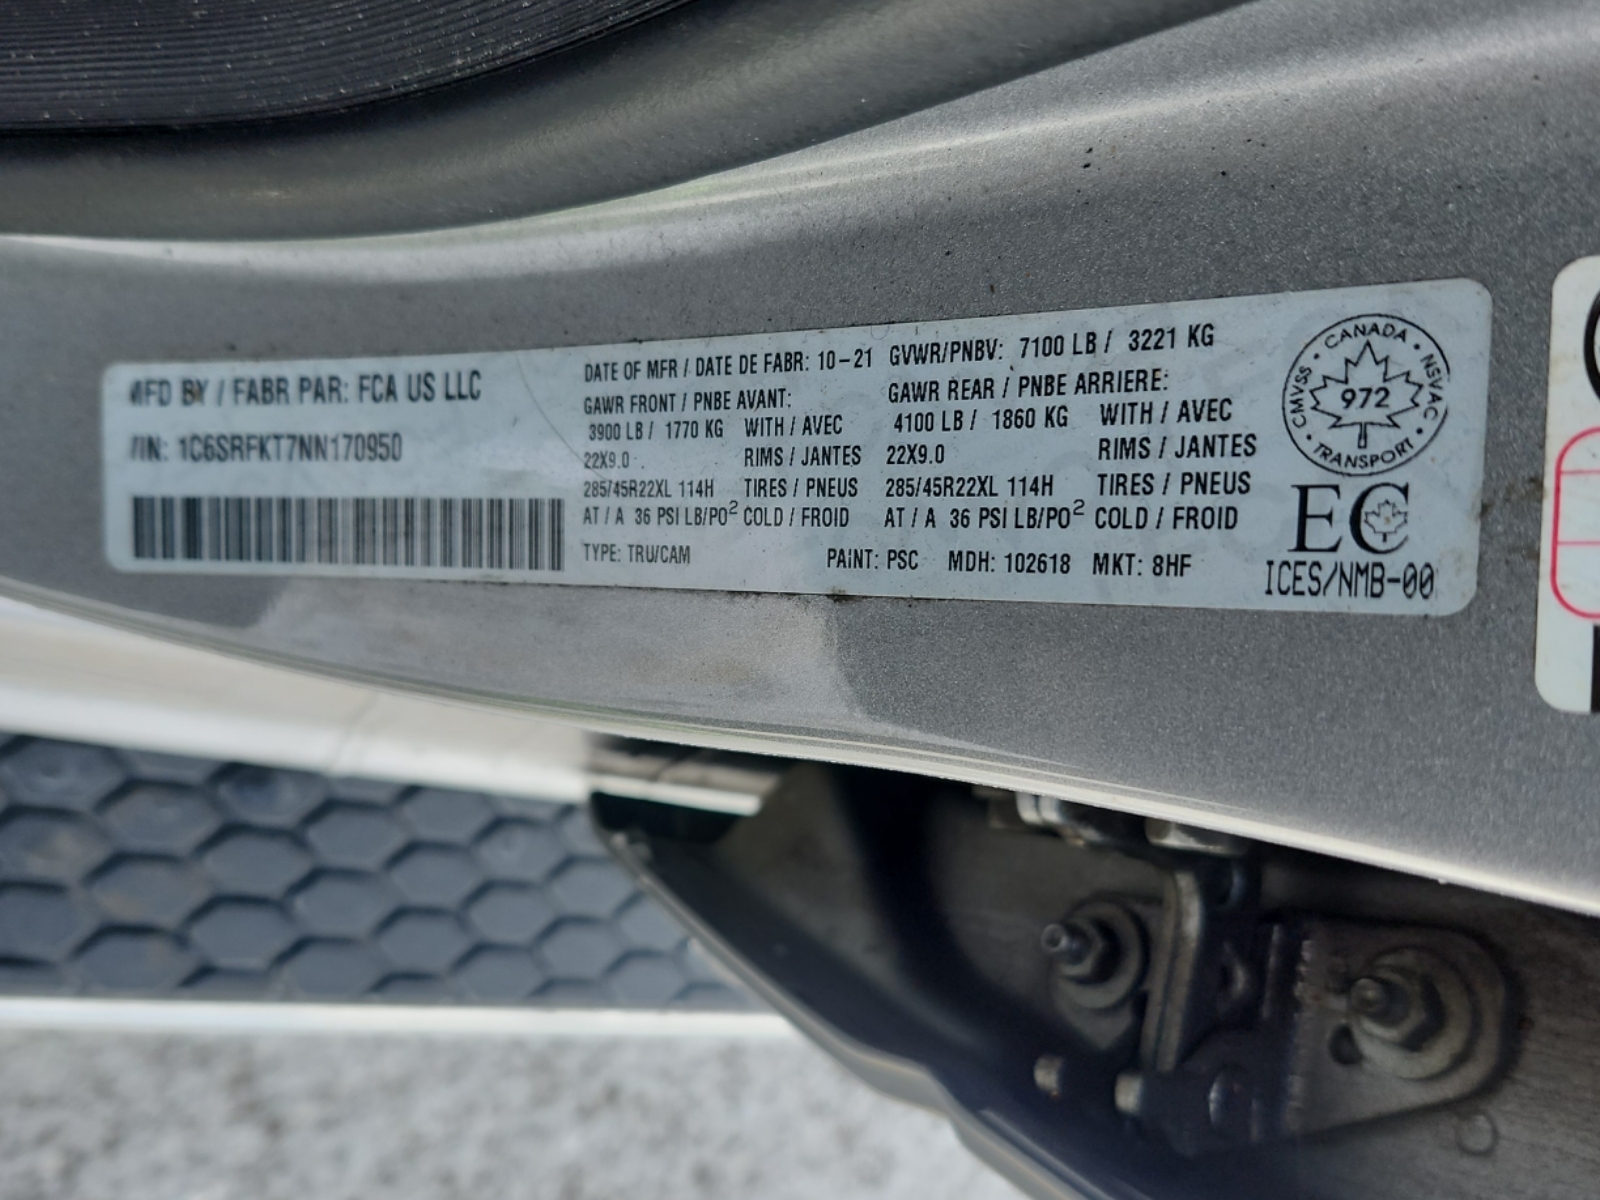 MFD BY / FABR PAR: FCA US LLC
VIN: 1C6SRFKT7NN170950
DATE OF MFR / DATE DE FABR: 10-21 GVWR/PNBV: 7100 LB / 3221 KG
GAWR FRONT / PNBE AVANT: GAWR REAR / PNBE ARRIERE:
3900 LB / 1770 KG WITH / AVEC 4100 LB / 1860 KG WITH / AVEC
22X9.0 RIMS / JANTES 22X9.0 RIMS / JANTES
285/45R22XL 114H TIRES / PNEUS 285/45R22XL 114H TIRES / PNEUS
AT / A 36 PSI LB/PO² COLD / FROID AT / A 36 PSI LB/PO² COLD / FROID
TYPE: TRU/CAM PAINT: PSC MDH: 102618 MKT: 8HF
CMVSS · CANADA · NSVAC · TRANSPORT ·
972
EC
ICES/NMB-00